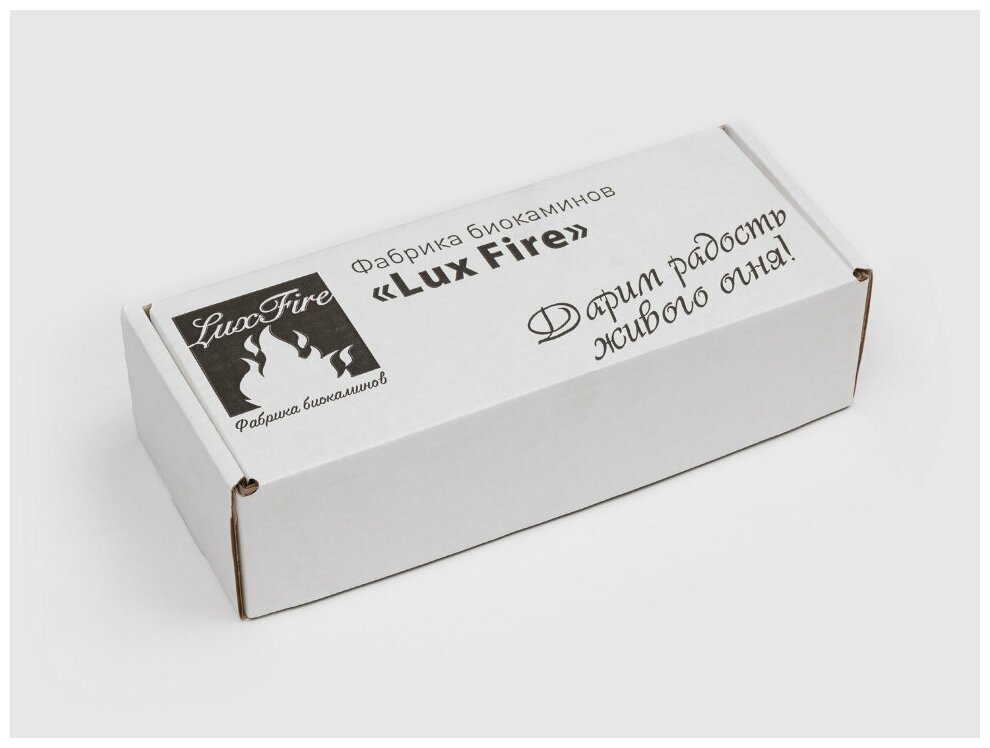 Фабрика биокаминов
«Lux Fire»
LuxFire
Фабрика биокаминов
Дарим радость
живого огня!